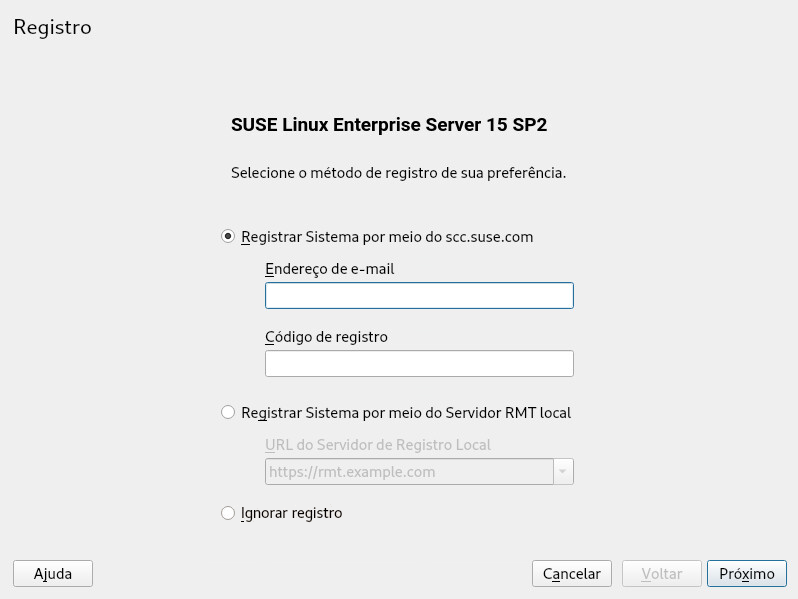 Registro
SUSE Linux Enterprise Server 15 SP2
Selecione o método de registro de sua preferência.
Registrar Sistema por meio do scc.suse.com
Endereço de e-mail
Código de registro
Registrar Sistema por meio do Servidor RMT local
URL do Servidor de Registro Local
https://rmt.example.com
Ignorar registro
Ajuda
Cancelar
Voltar
Próximo